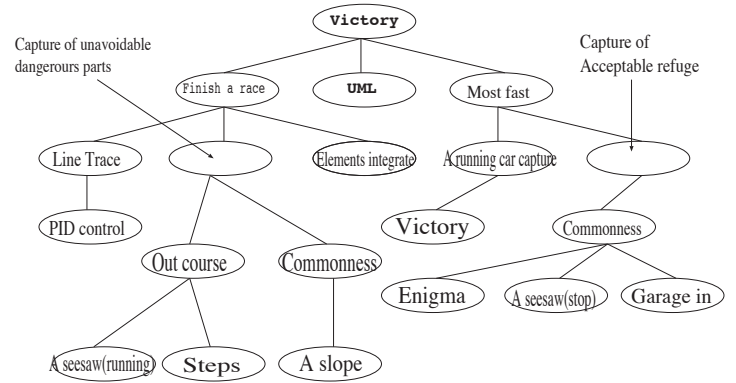 Victory
Capture of unavoidable
dangerours parts
Capture of
Acceptable refuge
Finish a race
UML
Most fast
Line Trace
Elements integrate
A running car capture
PID control
Victory
Commonness
Out course
Commonness
Enigma
A seesaw(stop)
Garage in
A seesaw(running)
Steps
A slope